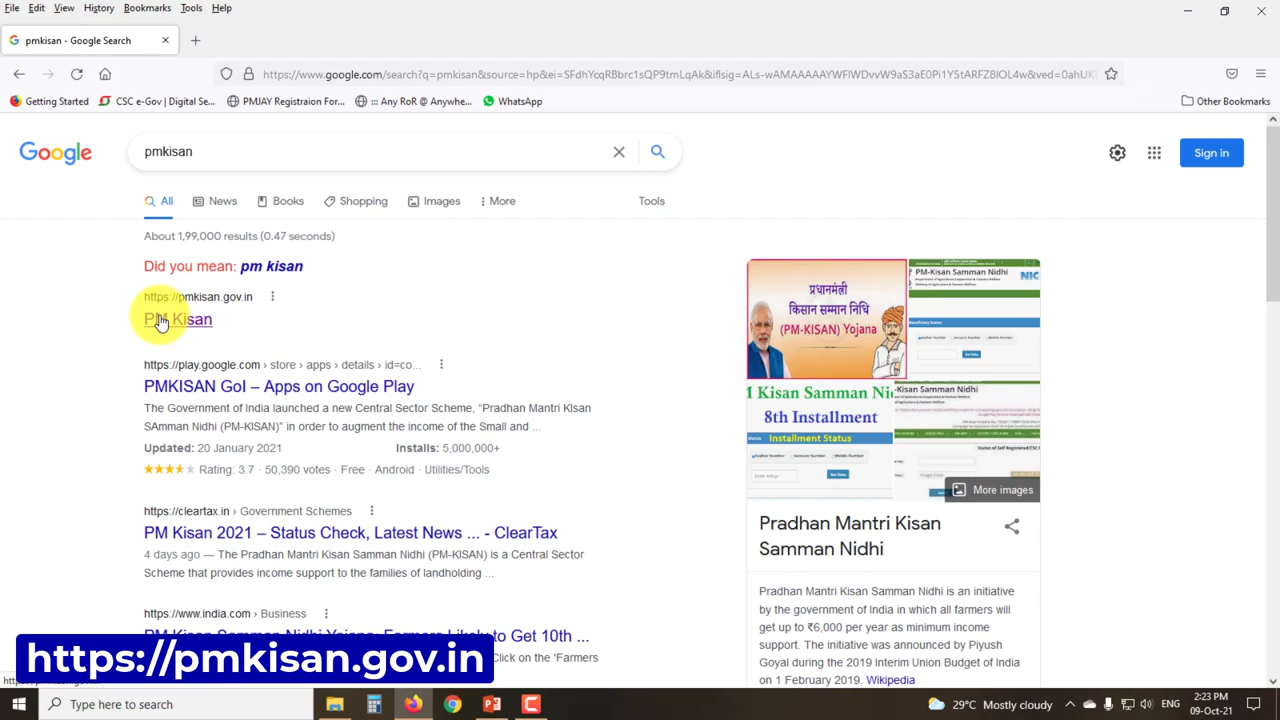 File Edit View History Bookmarks Tools Help
pmkisan - Google Search
https://www.google.com/search?q=pmkisan&source=hp&ei=
Getting Started CSC e-Gov | Digital Se... PMJAY Registraion For... ::: Any RoR @ Anywhe... WhatsApp Other Bookmarks
Google pmkisan Sign in
All News Books Shopping Images More Tools
About 1,99,000 results (0.47 seconds)
Did you mean: pm kisan
https://pmkisan.gov.in
PM Kisan
https://play.google.com › store › apps › details › id=co...
PMKISAN GoI – Apps on Google Play
The Government of India launched a new Central Sector Scheme, "Pradhan Mantri KIsan
SAmman Nidhi (PM-KISAN)" in order to augment the income of the Small and ...
Updated: 20 January 2020 Installs: 5,000,000+
Rating: 3.7 · 50,390 votes · Free · Android · Utilities/Tools
https://cleartax.in › Government Schemes
PM Kisan 2021 – Status Check, Latest News ... - ClearTax
4 days ago — The Pradhan Mantri Kisan Samman Nidhi (PM-KISAN) is a Central Sector
Scheme that provides income support to the families of landholding ...
https://www.india.com › Business
PM Kisan Samman Nidhi Yojana: Farmers Likely to Get 10th ...
Click on the 'Farmers
https://pmkisan.gov.in
प्रधानमंत्री
किसान सम्मान निधि
(PM-KISAN) Yojana
PM-Kisan Samman Nidhi
NIC
Beneficiary Status
M Kisan Samman Ni
8th Installment
Status Installment Status
-Kisan Samman Nidhi
More images
Pradhan Mantri Kisan
Samman Nidhi
Pradhan Mantri Kisan Samman Nidhi is an initiative
by the government of India in which all farmers will
get up to ₹6,000 per year as minimum income
support. The initiative was announced by Piyush
Goyal during the 2019 Interim Union Budget of India
on 1 February 2019. Wikipedia
Type here to search
29°C Mostly cloudy ENG
2:23 PM
09-Oct-21